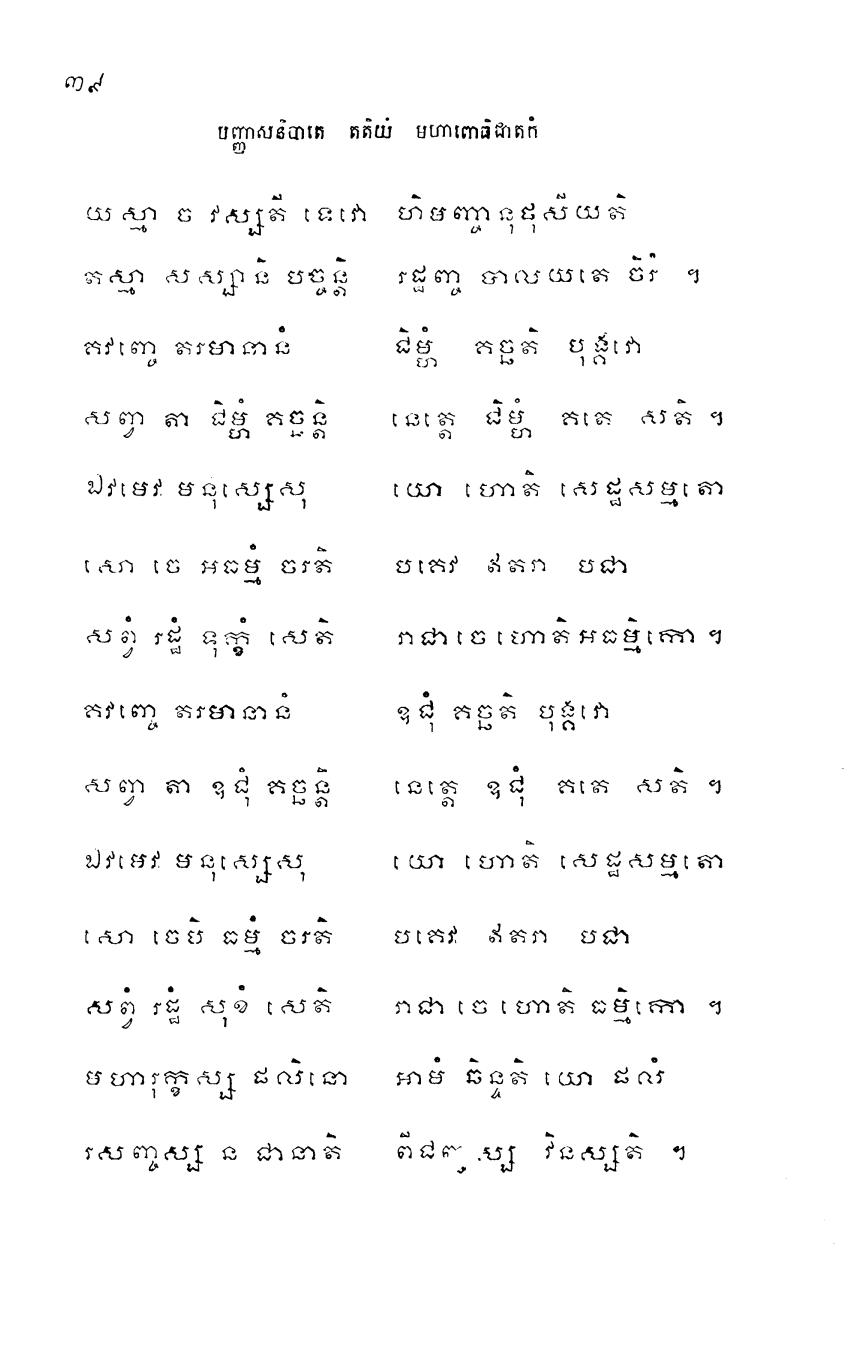 ៣៩
បញ្ញាសនិបាតេ តតិយំ មហាពោធិជាតកំ
យស្មា ច វស្សតី ទេវោ ហិមញ្ចានុផុសីយតិ
តស្មា សស្សានិ បច្ចន្តិ រដ្ឋញ្ច បាលយតេ ចិរំ ។
គវញ្ចេ តរមានានំ ជិម្ហំ គច្ឆតិ បុង្គវោ
សព្វា តា ជិម្ហំ គច្ឆន្តិ នេត្តេ ជិម្ហំ គតេ សតិ ។
ឯវមេវ មនុស្សេសុ យោ ហោតិ សេដ្ឋសម្មតោ
សោ ចេ អធម្មំ ចរតិ បគេវ ឥតរា បជា
សព្វំ រដ្ឋំ ទុក្ខំ សេតិ រាជា ចេ ហោតិ អធម្មិកោ ។
គវញ្ចេ តរមានានំ ឧជុំ គច្ឆតិ បុង្គវោ
សព្វា តា ឧជុំ គច្ឆន្តិ នេត្តេ ឧជុំ គតេ សតិ ។
ឯវមេវ មនុស្សេសុ យោ ហោតិ សេដ្ឋសម្មតោ
សោ ចេបិ ធម្មំ ចរតិ បគេវ ឥតរា បជា
សព្វំ រដ្ឋំ សុខំ សេតិ រាជា ចេ ហោតិ ធម្មិកោ ។
មហារុក្ខស្ស ផលិនោ អាមំ ឆិន្ទតិ យោ ផលំ
រសញ្ចស្ស ន ជានាតិ វិនស្សតិ ។